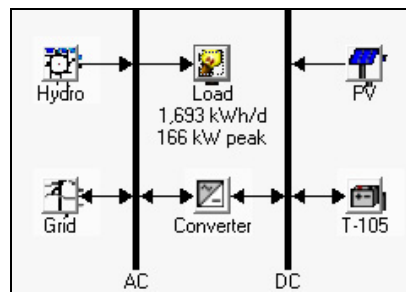 Hydro
Load
PV
1,693 kWh/d
166 kW peak
Grid
Converter
T-105
AC
DC